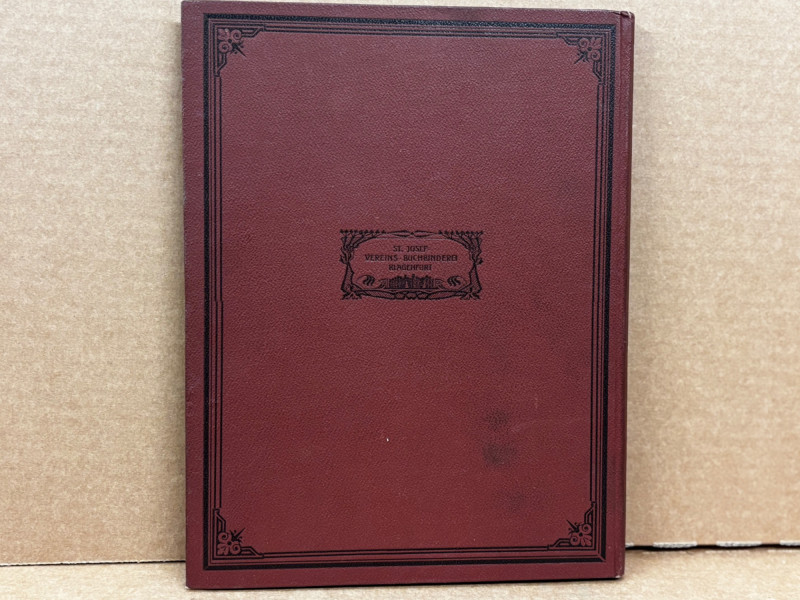 ST. JOSEF
VEREINS-BUCHBINDEREI
KLAGENFURT